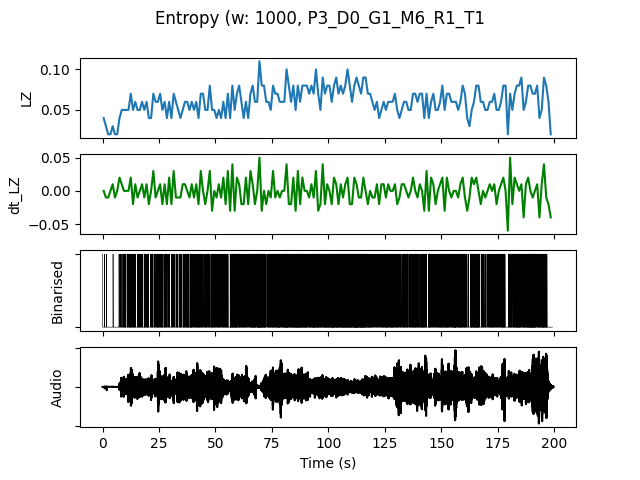 Entropy (w: 1000, P3_D0_G1_M6_R1_T1
0.10
0.05
LZ
0.05
0.00
−0.05
dt_LZ
Binarised
Audio
0 25 50 75 100 125 150 175 200
Time (s)